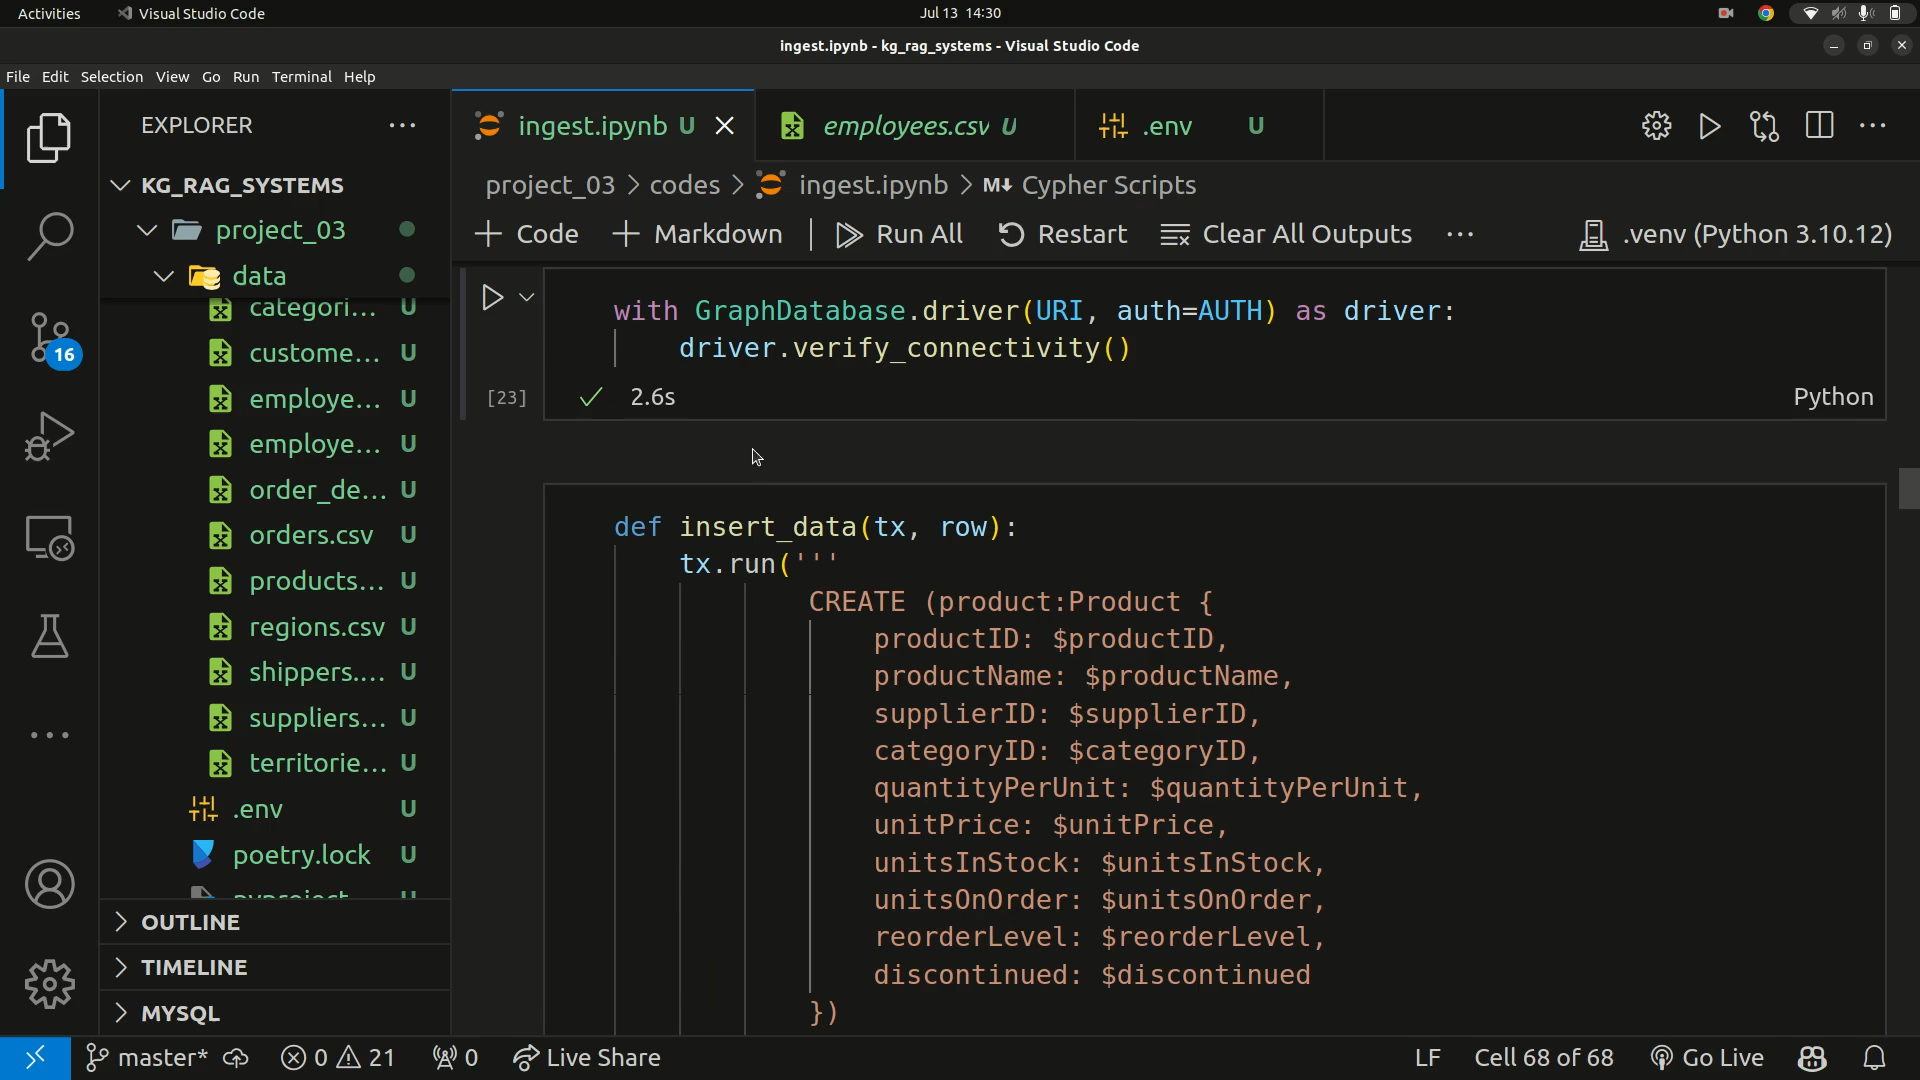 Activities
Visual Studio Code
Jul 13 14:30
ingest.ipynb - kg_rag_systems - Visual Studio Code
File Edit Selection View Go Run Terminal Help
EXPLORER
ingest.ipynb U
employees.csv U
.env U
KG_RAG_SYSTEMS
project_03 > codes > ingest.ipynb > M↓ Cypher Scripts
project_03
+ Code
+ Markdown
Run All
Restart
Clear All Outputs
.venv (Python 3.10.12)
data
categori... U
custome... U
employe... U
employe... U
order_de... U
orders.csv U
products... U
regions.csv U
shippers.... U
suppliers... U
territorie... U
.env U
poetry.lock U
16
OUTLINE
TIMELINE
MYSQL
with GraphDatabase.driver(URI, auth=AUTH) as driver:
driver.verify_connectivity()
[23]
2.6s
Python
def insert_data(tx, row):
tx.run('''
CREATE (product:Product {
productID: $productID,
productName: $productName,
supplierID: $supplierID,
categoryID: $categoryID,
quantityPerUnit: $quantityPerUnit,
unitPrice: $unitPrice,
unitsInStock: $unitsInStock,
unitsOnOrder: $unitsOnOrder,
reorderLevel: $reorderLevel,
discontinued: $discontinued
})
master*
0
21
0
Live Share
LF
Cell 68 of 68
Go Live